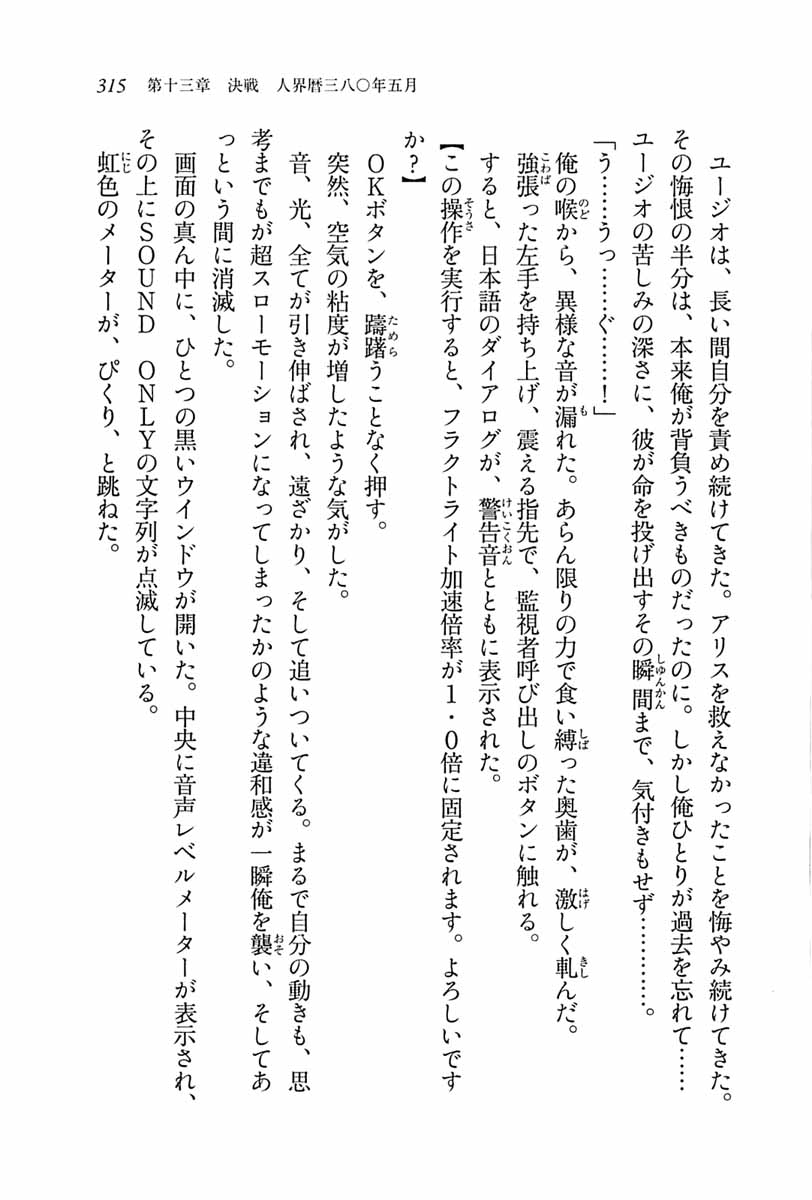 315　第十三章　決戦　人界暦三八〇年五月
　ユージオは、長い間自分を責め続けてきた。アリスを救えなかったことを悔やみ続けてきた。
その悔恨の半分は、本来俺が背負うべきものだったのに。しかし俺ひとりが過去を忘れて……
ユージオの苦しみの深さに、彼が命を投げ出すその瞬間まで、気付きもせず…………。
「う……うっ……ぐ……！」
　俺の喉から、異様な音が漏れた。あらん限りの力で食い縛った奥歯が、激しく軋んだ。
　強張った左手を持ち上げ、震える指先で、監視者呼び出しのボタンに触れる。
　すると、日本語のダイアログが、警告音とともに表示された。
【この操作を実行すると、フラクトライト加速倍率が１・０倍に固定されます。よろしいです
か？】
　ＯＫボタンを、躊躇うことなく押す。
　突然、空気の粘度が増したような気がした。
　音、光、全てが引き伸ばされ、遠ざかり、そして追いついてくる。まるで自分の動きも、思
考までもが超スローモーションになってしまったかのような違和感が一瞬俺を襲い、そしてあ
っという間に消滅した。
　画面の真ん中に、ひとつの黒いウインドウが開いた。中央に音声レベルメーターが表示され、
その上にＳＯＵＮＤ　ＯＮＬＹの文字列が点滅している。
　虹色のメーターが、ぴくり、と跳ねた。